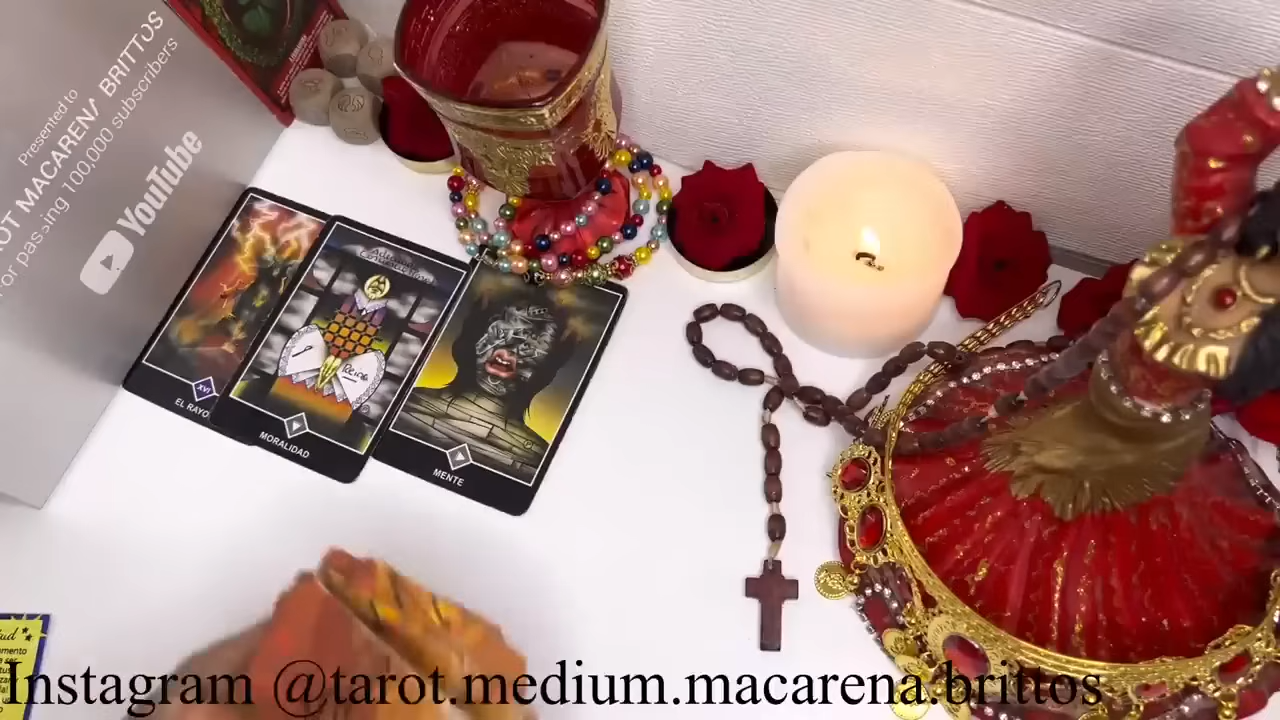 Presented to
OT MACARENA BRITTOS
For passing 100,000 subscribers
YouTube
XVI
EL RAYO
MORALIDAD
MENTE
Instagram @tarot.medium.macarena.brittos